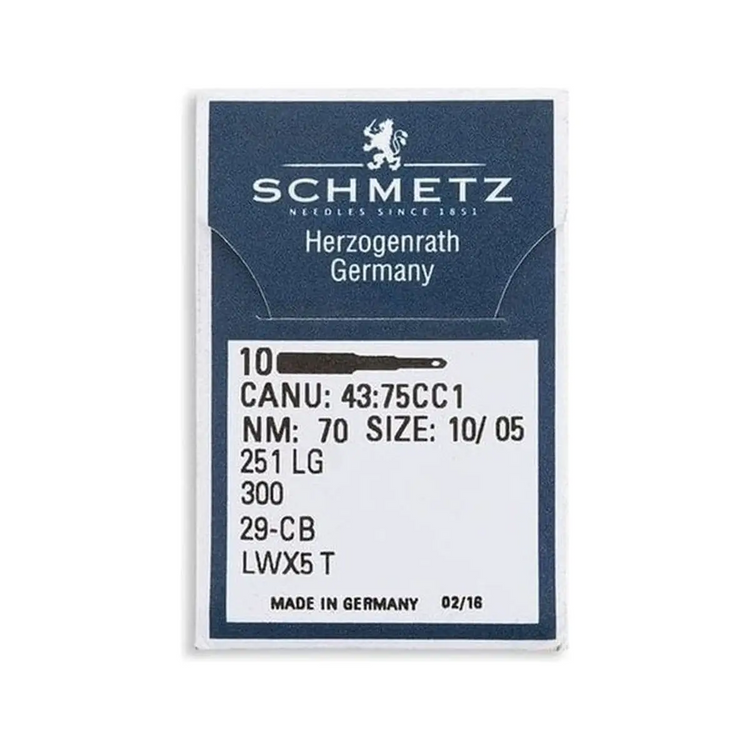 SCHMETZ
NEEDLES SINCE 1851
Herzogenrath
Germany
10
CANU: 43:75CC1
NM: 70 SIZE: 10/ 05
251 LG
300
29-CB
LWX5 T
MADE IN GERMANY 02/16